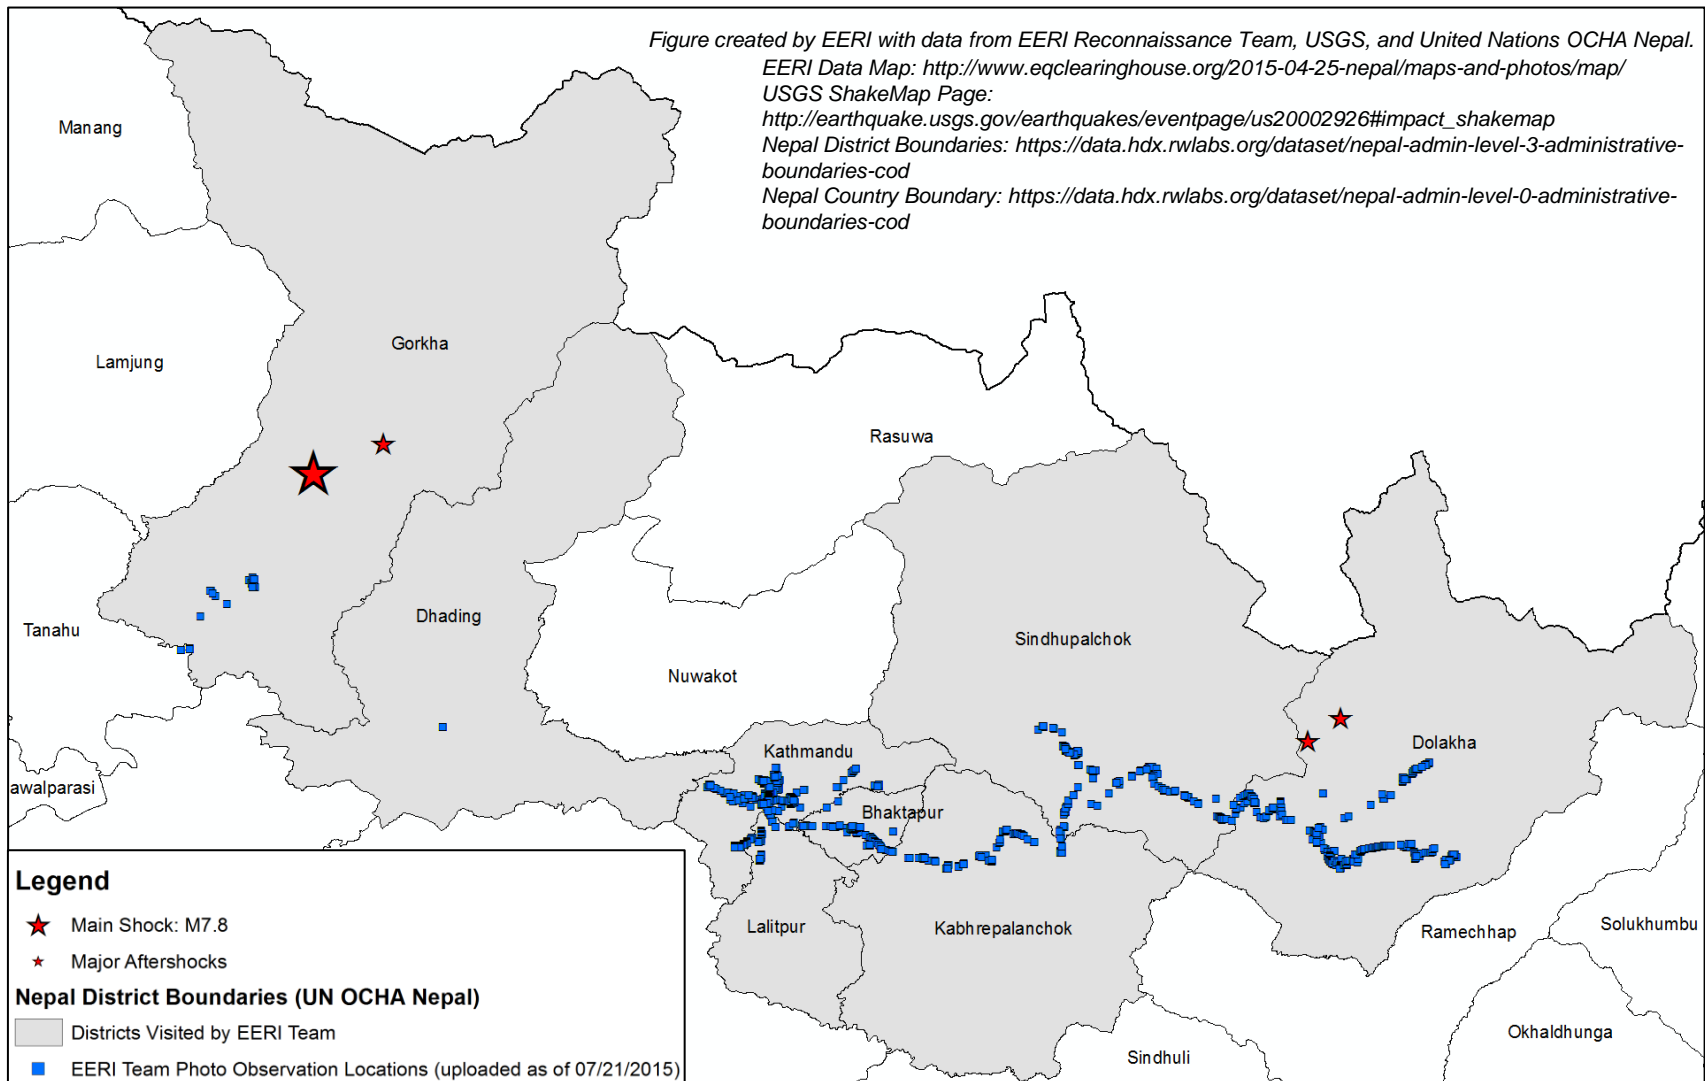 Figure created by EERI with data from EERI Reconnaissance Team, USGS, and United Nations OCHA Nepal.
EERI Data Map: http://www.eqclearinghouse.org/2015-04-25-nepal/maps-and-photos/map/
USGS ShakeMap Page:
http://earthquake.usgs.gov/earthquakes/eventpage/us20002926#impact_shakemap
Nepal District Boundaries: https://data.hdx.rwlabs.org/dataset/nepal-admin-level-3-administrative-
boundaries-cod
Nepal Country Boundary: https://data.hdx.rwlabs.org/dataset/nepal-admin-level-0-administrative-
boundaries-cod
Manang
Gorkha
Lamjung
Rasuwa
Dhading
Tanahu
Sindhupalchok
Nuwakot
Dolakha
Kathmandu
awalparasi
Bhaktapur
Lalitpur
Kabhrepalanchok
Ramechhap
Solukhumbu
Okhaldhunga
Sindhuli
Legend
Main Shock: M7.8
Major Aftershocks
Nepal District Boundaries (UN OCHA Nepal)
Districts Visited by EERI Team
EERI Team Photo Observation Locations (uploaded as of 07/21/2015)